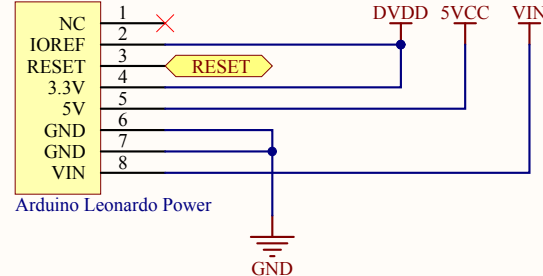 DVDD 5VCC VIN
NC 1
IOREF 2
RESET 3 RESET
3.3V 4
5V 5
GND 6
GND 7
VIN 8
Arduino Leonardo Power
GND